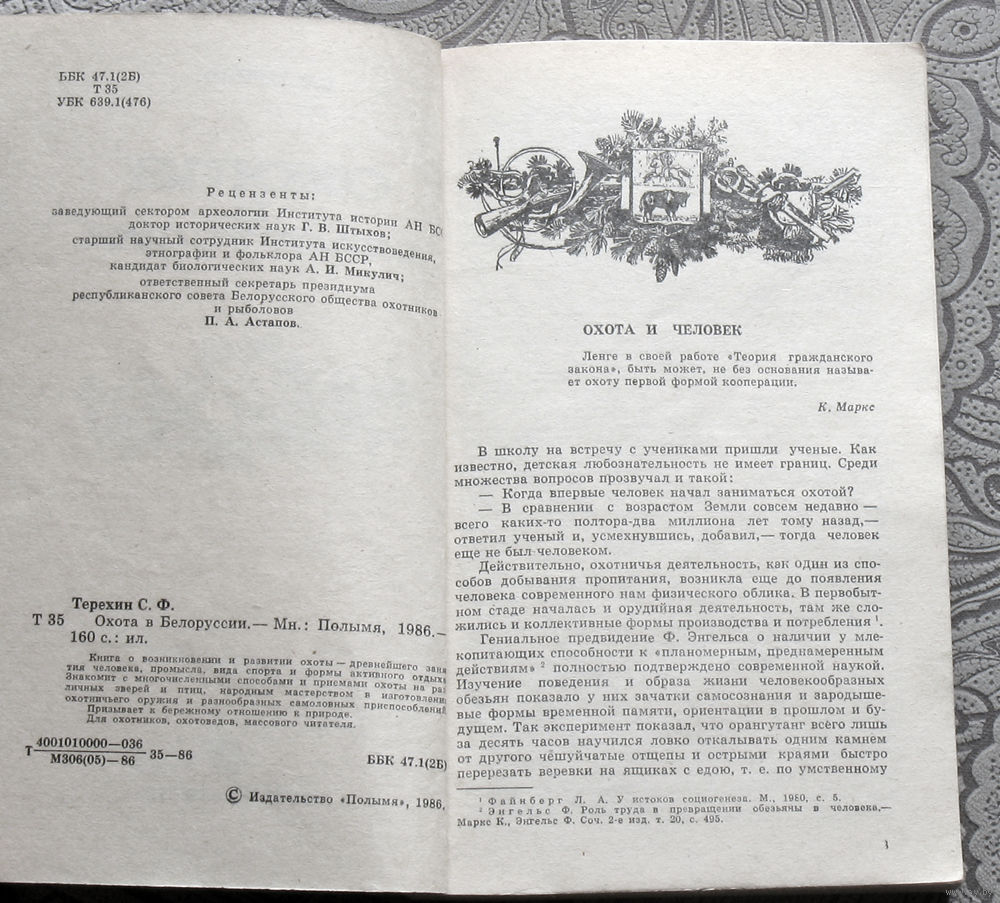 ББК 47.1(2Б)
Т 35
УБК 639.1(476)
Рецензенты:
заведующий сектором археологии Института истории АН БСС
доктор исторических наук Г. В. Штыхов;
старший научный сотрудник Института искусствоведения,
этнографии и фольклора АН БССР,
кандидат биологических наук А. И. Микулич;
ответственный секретарь президиума
республиканского совета Белорусского общества охотников
и рыболовов
П. А. Астапов.
Терехин С. Ф.
Т 35 Охота в Белоруссии.— Мн.: Полымя, 1986.—
160 с.: ил.
Книга о возникновении и развитии охоты — древнейшего заня
тия человека, промысла, вида спорта и формы активного отдыха
Знакомит с многочисленными способами и приемами охоты на раз
личных зверей и птиц, народным мастерством в изготовлении
охотничьего оружия и разнообразных самоловных приспособлений
Призывает к бережному отношению к природе.
Для охотников, охотоведов, массового читателя.
Т 4001010000—036
М306(05)—86 35—86
ББК 47.1(2Б)
© Издательство «Полымя», 1986,
ОХОТА И ЧЕЛОВЕК
Ленге в своей работе «Теория гражданского
закона», быть может, не без основания называ-
ет охоту первой формой кооперации.
К. Маркс
В школу на встречу с учениками пришли ученые. Как
известно, детская любознательность не имеет границ. Среди
множества вопросов прозвучал и такой:
— Когда впервые человек начал заниматься охотой?
— В сравнении с возрастом Земли совсем недавно —
всего каких-то полтора-два миллиона лет тому назад,—
ответил ученый и, усмехнувшись, добавил,— тогда человек
еще не был человеком.
Действительно, охотничья деятельность, как один из спо-
собов добывания пропитания, возникла еще до появления
человека современного нам физического облика. В первобыт-
ном стаде началась и орудийная деятельность, там же сло-
жились и коллективные формы производства и потребления ¹.
Гениальное предвидение Ф. Энгельса о наличии у мле-
копитающих способности к «планомерным, преднамеренным
действиям» ² полностью подтверждено современной наукой.
Изучение поведения и образа жизни человекообразных
обезьян показало у них зачатки самосознания и зародыше-
вые формы временной памяти, ориентации в прошлом и бу-
дущем. Так эксперимент показал, что орангутанг всего лишь
за десять часов научился ловко откалывать одним камнем
от другого чешуйчатые отщепы и острыми краями быстро
перерезать веревки на ящиках с едою, т. е. по умственному
¹ Файнберг Л. А. У истоков социогенеза. М., 1980, с. 5.
² Энгельс Ф. Роль труда в превращении обезьяны в человека.—
Маркс К., Энгельс Ф. Соч. 2-е изд. т. 20, с. 495.
3